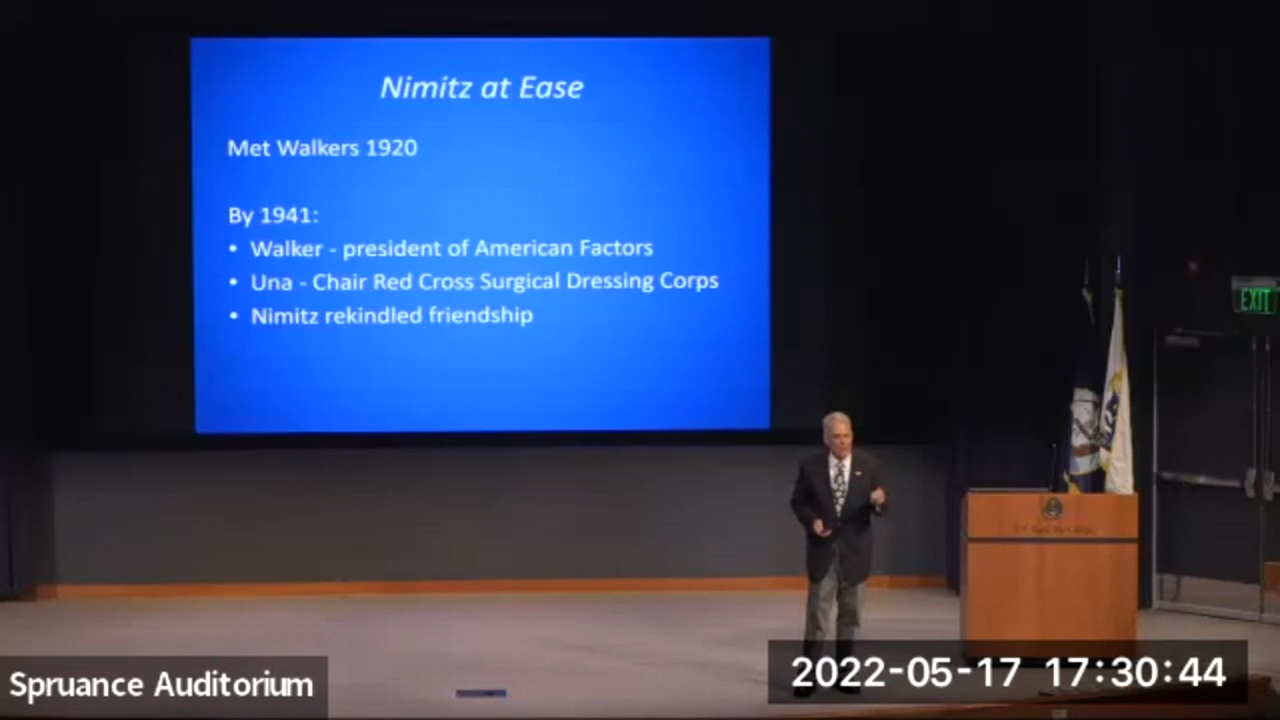 Nimitz at Ease
Met Walkers 1920
By 1941:
• Walker - president of American Factors
• Una - Chair Red Cross Surgical Dressing Corps
• Nimitz rekindled friendship
EXIT
Spruance Auditorium
2022-05-17 17:30:44